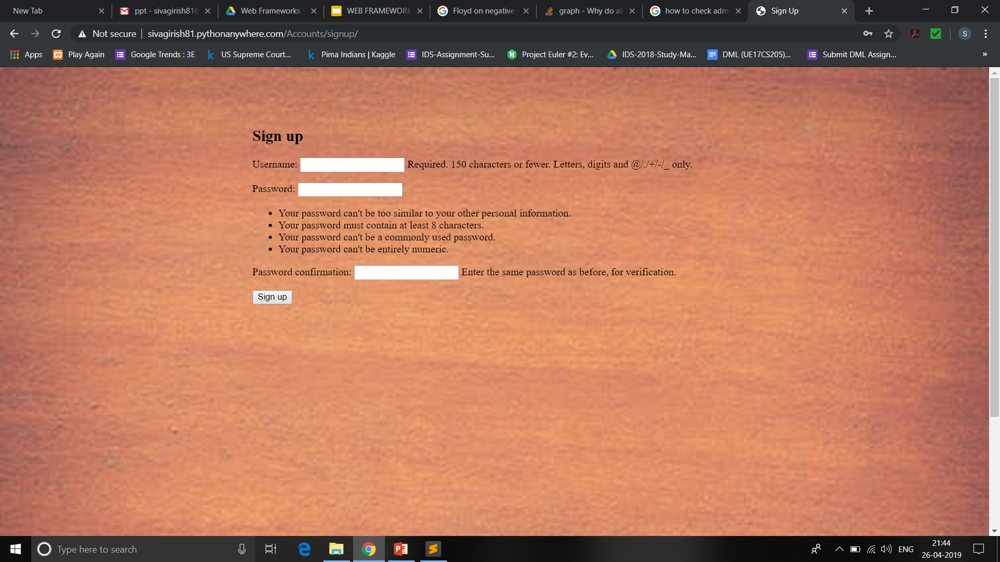 New Tab
ppt - sivagirish81@
Web Frameworks -
WEB FRAMEWORK
Floyd on negative
graph - Why do all
how to check adm
Sign Up
Not secure | sivagirish81.pythonanywhere.com/Accounts/signup/
S
Apps
Play Again
Google Trends : 3E
US Supreme Court...
Pima Indians | Kaggle
IDS-Assignment-Su...
Project Euler #2: Ev...
IDS-2018-Study-Ma...
DML (UE17CS205)...
Submit DML Assign...
»
Sign up
Username: Required. 150 characters or fewer. Letters, digits and @/./+/-/_ only.
Password:
• Your password can't be too similar to your other personal information.
• Your password must contain at least 8 characters.
• Your password can't be a commonly used password.
• Your password can't be entirely numeric.
Password confirmation: Enter the same password as before, for verification.
Sign up
Type here to search
ENG
21:44
26-04-2019